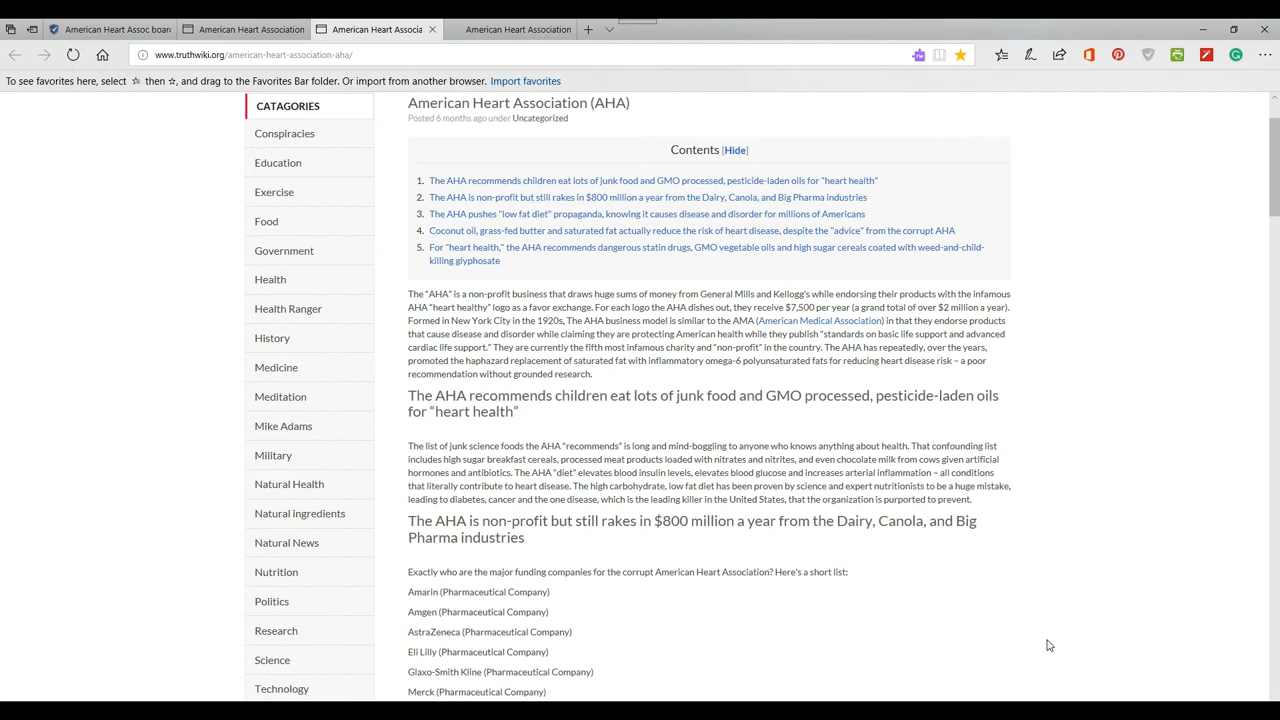 American Heart Assoc board
American Heart Association
American Heart Associa
American Heart Association
www.truthwiki.org/american-heart-association-aha/
To see favorites here, select ☆ then ☆, and drag to the Favorites Bar folder. Or import from another browser. Import favorites
CATAGORIES
Conspiracies
Education
Exercise
Food
Government
Health
Health Ranger
History
Medicine
Meditation
Mike Adams
Military
Natural Health
Natural ingredients
Natural News
Nutrition
Politics
Research
Science
Technology
American Heart Association (AHA)
Posted 6 months ago under Uncategorized
Contents [Hide]
1. The AHA recommends children eat lots of junk food and GMO processed, pesticide-laden oils for "heart health"
2. The AHA is non-profit but still rakes in $800 million a year from the Dairy, Canola, and Big Pharma industries
3. The AHA pushes "low fat diet" propaganda, knowing it causes disease and disorder for millions of Americans
4. Coconut oil, grass-fed butter and saturated fat actually reduce the risk of heart disease, despite the "advice" from the corrupt AHA
5. For "heart health," the AHA recommends dangerous statin drugs, GMO vegetable oils and high sugar cereals coated with weed-and-child-
killing glyphosate
The “AHA” is a non-profit business that draws huge sums of money from General Mills and Kellogg's while endorsing their products with the infamous
AHA “heart healthy” logo as a favor exchange. For each logo the AHA dishes out, they receive $7,500 per year (a grand total of over $2 million a year).
Formed in New York City in the 1920s, The AHA business model is similar to the AMA (American Medical Association) in that they endorse products
that cause disease and disorder while claiming they are protecting American health while they publish “standards on basic life support and advanced
cardiac life support.” They are currently the fifth most infamous charity and “non-profit” in the country. The AHA has repeatedly, over the years,
promoted the haphazard replacement of saturated fat with inflammatory omega-6 polyunsaturated fats for reducing heart disease risk – a poor
recommendation without grounded research.
The AHA recommends children eat lots of junk food and GMO processed, pesticide-laden oils
for “heart health”
The list of junk science foods the AHA “recommends” is long and mind-boggling to anyone who knows anything about health. That confounding list
includes high sugar breakfast cereals, processed meat products loaded with nitrates and nitrites, and even chocolate milk from cows given artificial
hormones and antibiotics. The AHA “diet” elevates blood insulin levels, elevates blood glucose and increases arterial inflammation – all conditions
that literally contribute to heart disease. The high carbohydrate, low fat diet has been proven by science and expert nutritionists to be a huge mistake,
leading to diabetes, cancer and the one disease, which is the leading killer in the United States, that the organization is purported to prevent.
The AHA is non-profit but still rakes in $800 million a year from the Dairy, Canola, and Big
Pharma industries
Exactly who are the major funding companies for the corrupt American Heart Association? Here's a short list:
Amarin (Pharmaceutical Company)
Amgen (Pharmaceutical Company)
AstraZeneca (Pharmaceutical Company)
Eli Lilly (Pharmaceutical Company)
Glaxo-Smith Kline (Pharmaceutical Company)
Merck (Pharmaceutical Company)